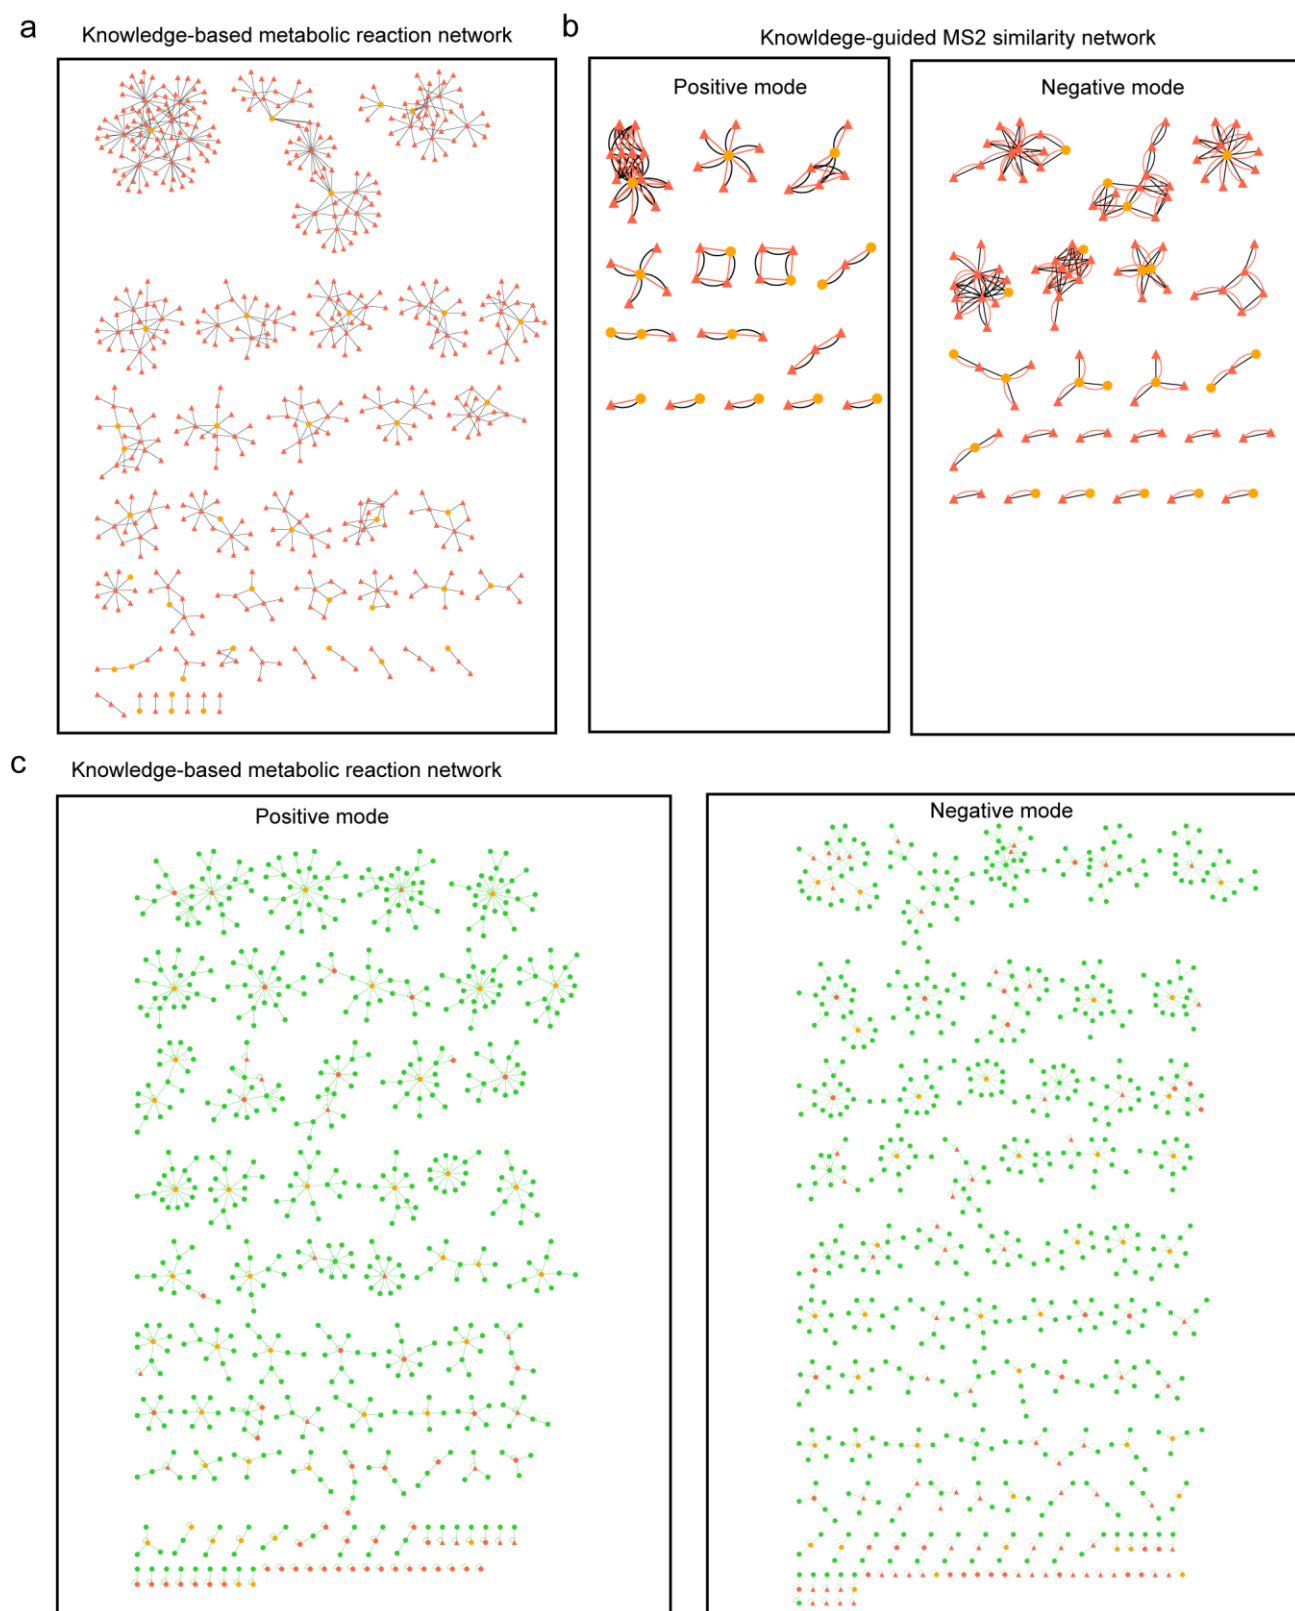 a
Knowledge-based metabolic reaction network
b
Knowldege-guided MS2 similarity network
Positive mode
Negative mode
c
Knowledge-based metabolic reaction network
Positive mode
Negative mode